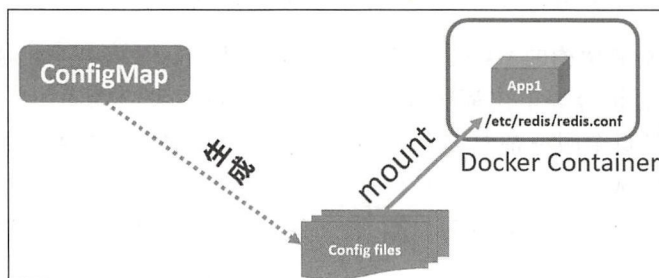 ConfigMap
App1
/etc/redis/redis.conf
Docker Container
生成
mount
Config files